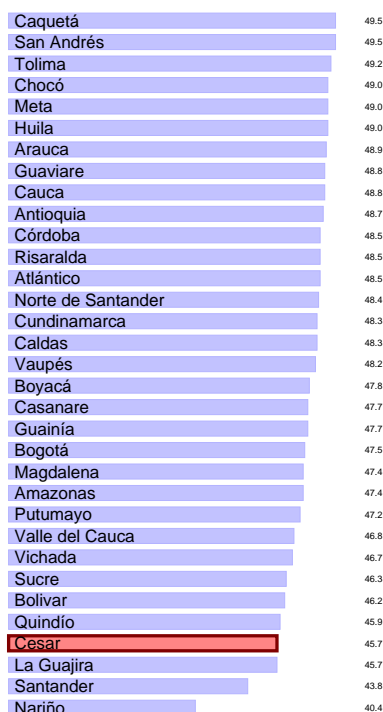 Caquetá 49.5
San Andrés 49.5
Tolima 49.2
Chocó 49.0
Meta 49.0
Huila 49.0
Arauca 48.9
Guaviare 48.8
Cauca 48.8
Antioquia 48.7
Córdoba 48.5
Risaralda 48.5
Atlántico 48.5
Norte de Santander 48.4
Cundinamarca 48.3
Caldas 48.3
Vaupés 48.2
Boyacá 47.8
Casanare 47.7
Guainía 47.7
Bogotá 47.5
Magdalena 47.4
Amazonas 47.4
Putumayo 47.2
Valle del Cauca 46.8
Vichada 46.7
Sucre 46.3
Bolivar 46.2
Quindío 45.9
Cesar 45.7
La Guajira 45.7
Santander 43.8
Nariño 40.4